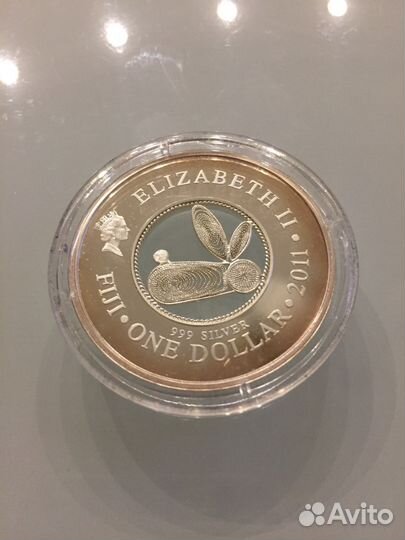 ELIZABETH II
999 SILVER
FIJI · ONE DOLLAR · 2011
Avito